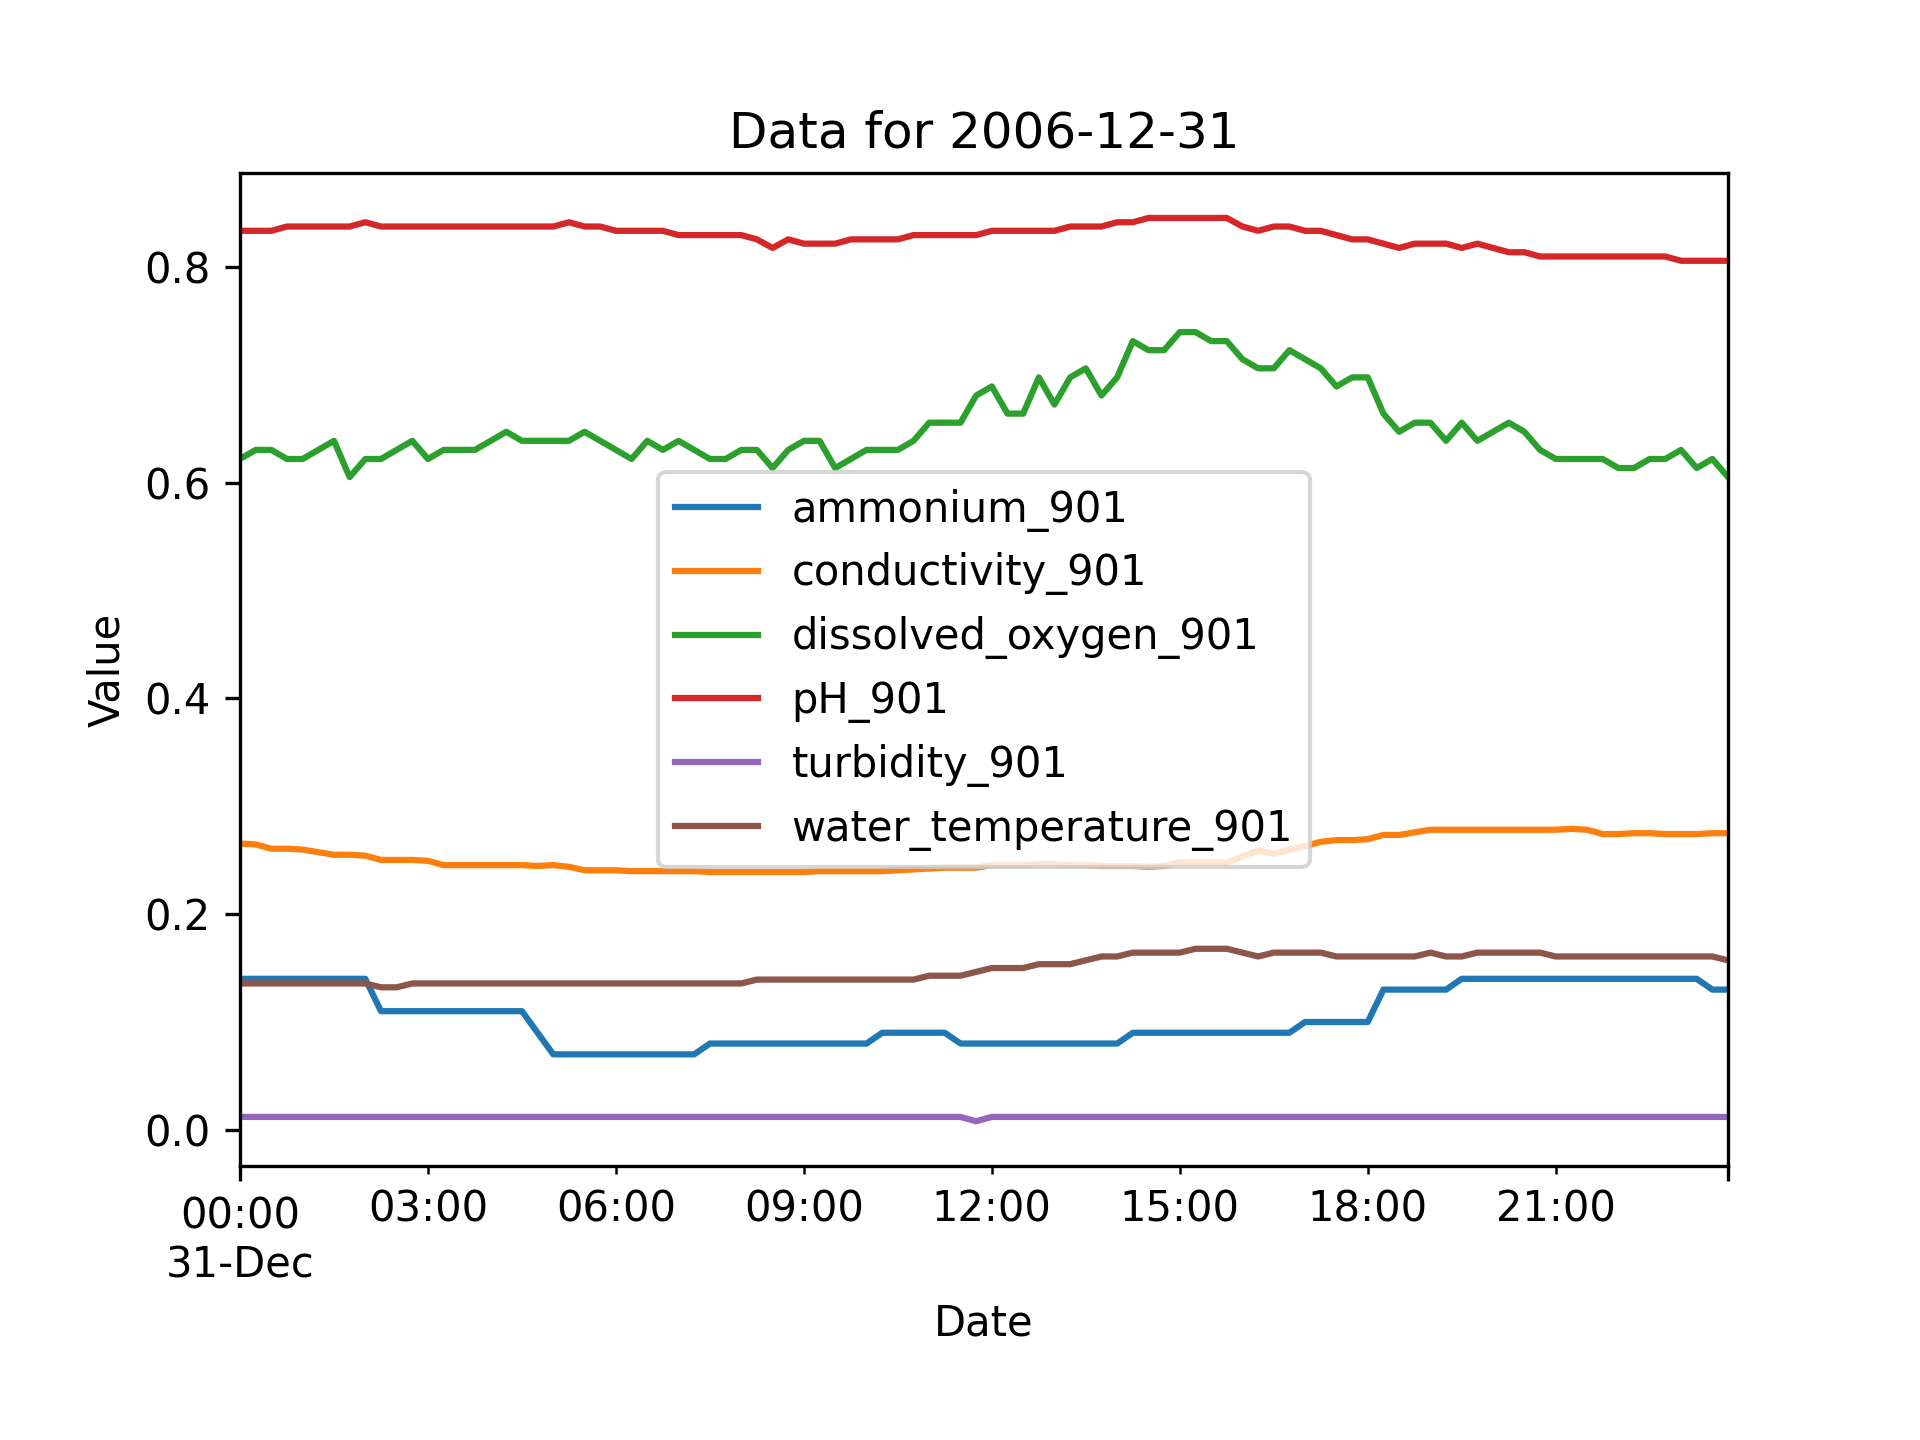 Data for 2006-12-31
Value
0.8
0.6
0.4
0.2
0.0
ammonium_901
conductivity_901
dissolved_oxygen_901
pH_901
turbidity_901
water_temperature_901
00:00 03:00 06:00 09:00 12:00 15:00 18:00 21:00
31-Dec
Date